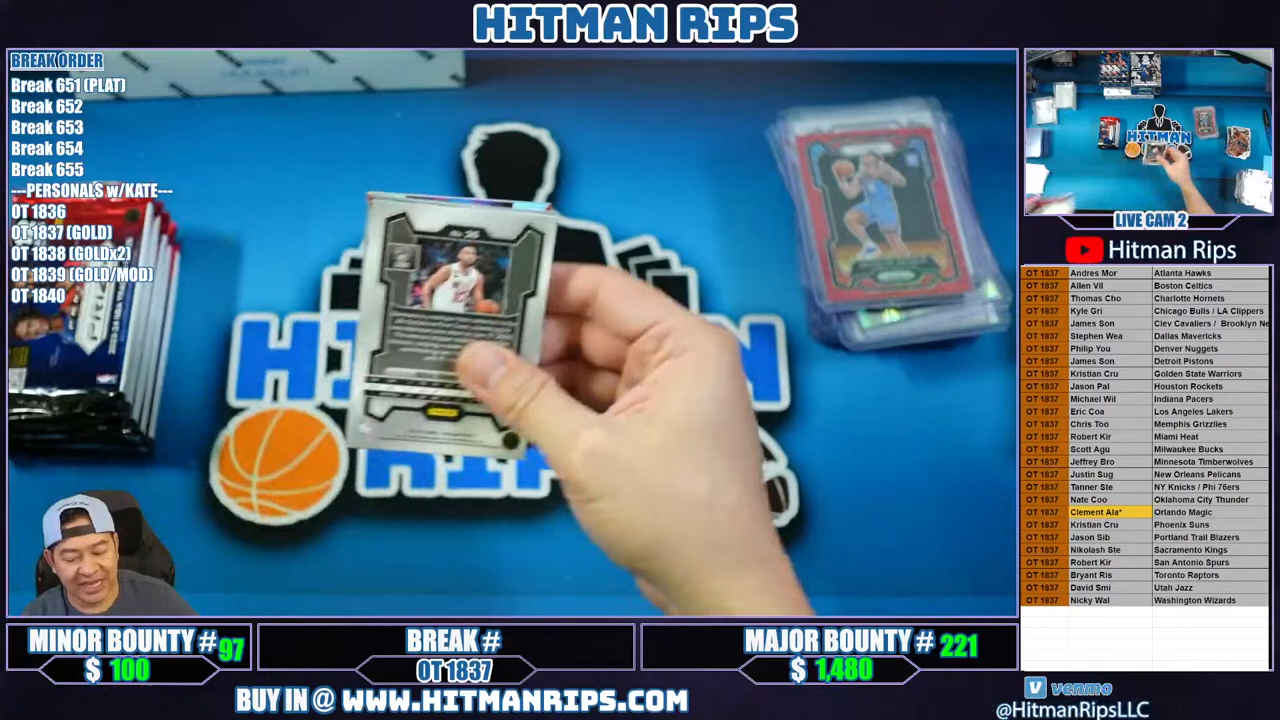 HITMAN RIPS
BREAK ORDER
Break 651 (PLAT)
Break 652
Break 653
Break 654
Break 655
---PERSONALS w/KATE---
OT 1836
OT 1837 (GOLD)
OT 1838 (GOLDx2)
OT 1839 (GOLD/MOD)
OT 1840
HITMAN
LIVE CAM 2
Hitman Rips
OT 1837 Andres Mor Atlanta Hawks
OT 1837 Allen Vil Boston Celtics
OT 1837 Thomas Cho Charlotte Hornets
OT 1837 Kyle Gri Chicago Bulls / LA Clippers
OT 1837 James Son Clev Cavaliers / Brooklyn Ne
OT 1837 Stephen Wea Dallas Mavericks
OT 1837 Philip You Denver Nuggets
OT 1837 James Son Detroit Pistons
OT 1837 Kristian Cru Golden State Warriors
OT 1837 Jason Pal Houston Rockets
OT 1837 Michael Wil Indiana Pacers
OT 1837 Eric Coa Los Angeles Lakers
OT 1837 Chris Too Memphis Grizzlies
OT 1837 Robert Kir Miami Heat
OT 1837 Scott Agu Milwaukee Bucks
OT 1837 Jeffrey Bro Minnesota Timberwolves
OT 1837 Justin Sug New Orleans Pelicans
OT 1837 Tanner Ste NY Knicks / Phi 76ers
OT 1837 Nate Coo Oklahoma City Thunder
OT 1837 Clement Ala* Orlando Magic
OT 1837 Kristian Cru Phoenix Suns
OT 1837 Jason Sib Portland Trail Blazers
OT 1837 Nikolash Ste Sacramento Kings
OT 1837 Robert Kir San Antonio Spurs
OT 1837 Bryant Ris Toronto Raptors
OT 1837 David Smi Utah Jazz
OT 1837 Nicky Wal Washington Wizards
MINOR BOUNTY # 97
$ 100
BREAK #
OT 1837
MAJOR BOUNTY # 221
$ 1,480
BUY IN @ WWW.HITMANRIPS.COM
venmo
@HitmanRipsLLC